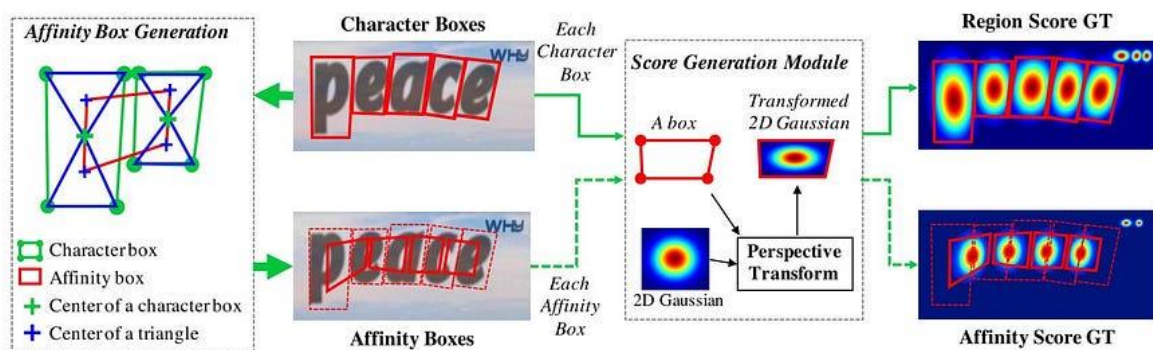 Affinity Box Generation
Character box
Affinity box
Center of a character box
Center of a triangle
Character Boxes
peace
WHY
peace
WHY
Affinity Boxes
Each
Character
Box
Each
Affinity
Box
Score Generation Module
A box
Transformed
2D Gaussian
2D Gaussian
Perspective
Transform
Region Score GT
Affinity Score GT